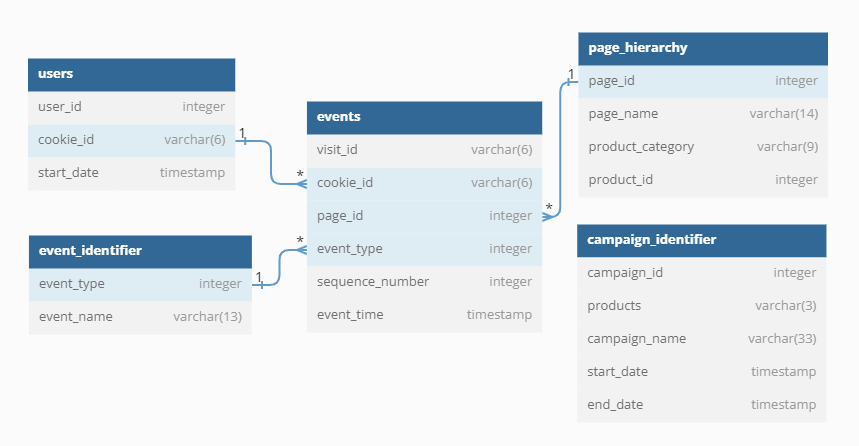 users
user_id integer
cookie_id varchar(6)
start_date timestamp
1
*
event_identifier
event_type integer
event_name varchar(13)
1
*
events
visit_id varchar(6)
cookie_id varchar(6)
page_id integer
event_type integer
sequence_number integer
event_time timestamp
*
1
page_hierarchy
page_id integer
page_name varchar(14)
product_category varchar(9)
product_id integer
campaign_identifier
campaign_id integer
products varchar(3)
campaign_name varchar(33)
start_date timestamp
end_date timestamp